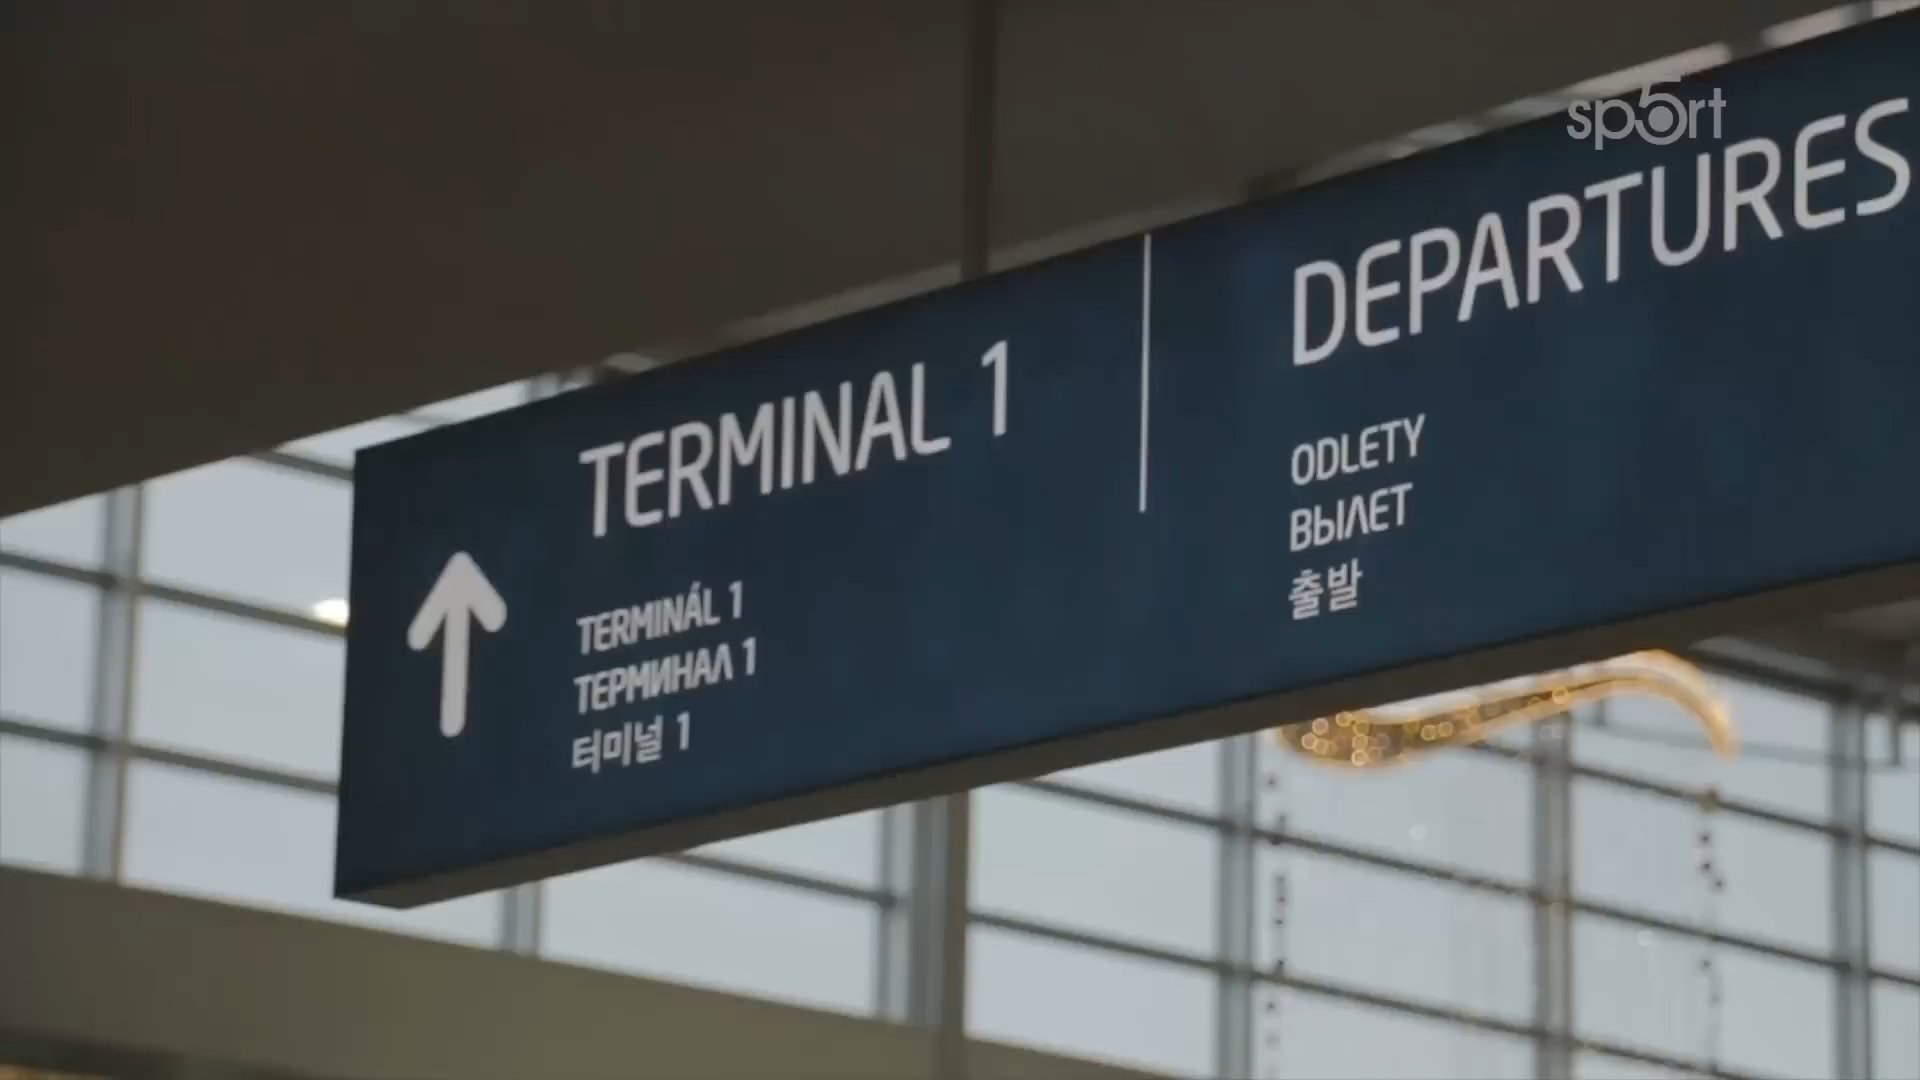 sp5rt
TERMINAL 1
TERMINÁL 1
ТЕРМИНАЛ 1
터미널 1
DEPARTURES
ODLETY
ВЫЛЕТ
출발